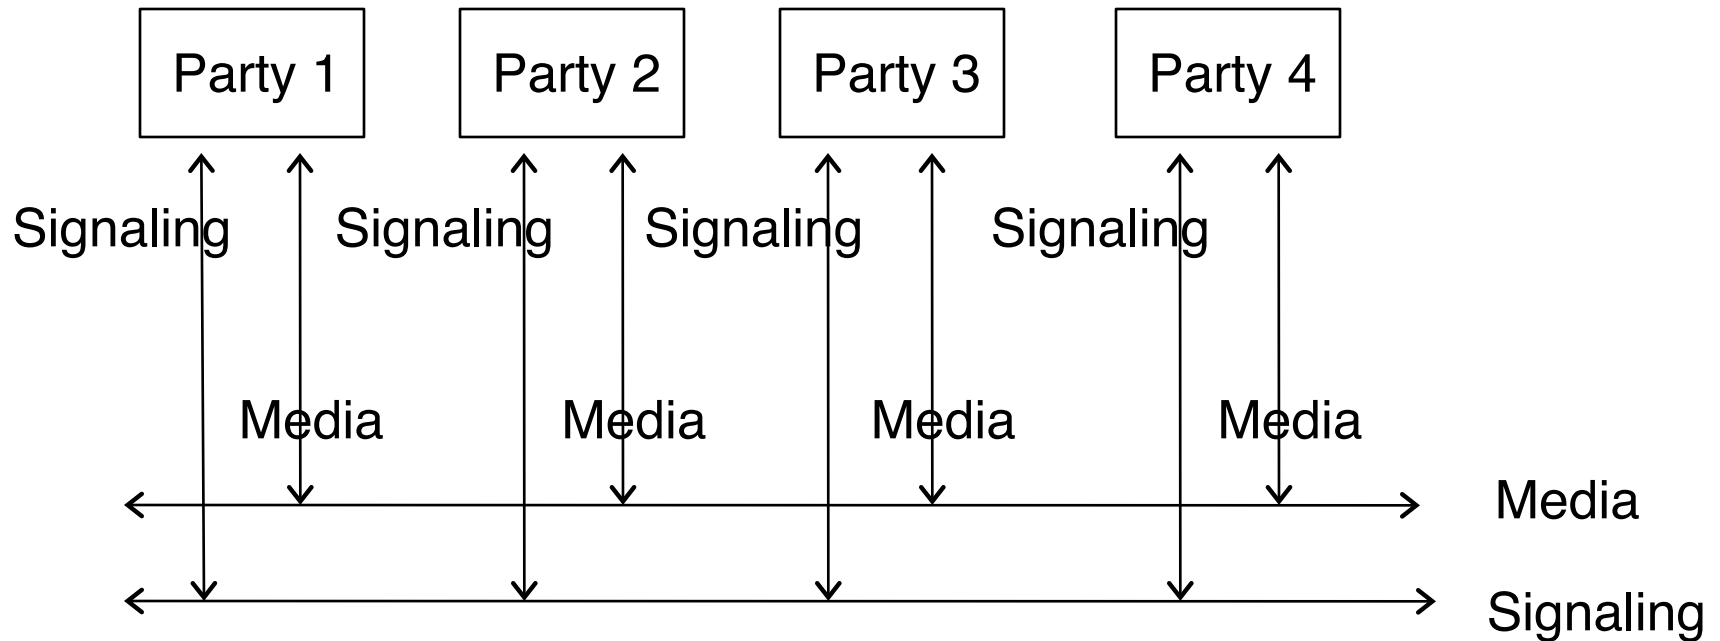 Party 1
Party 2
Party 3
Party 4
Signaling
Signaling
Signaling
Signaling
Media
Media
Media
Media
Media
Signaling